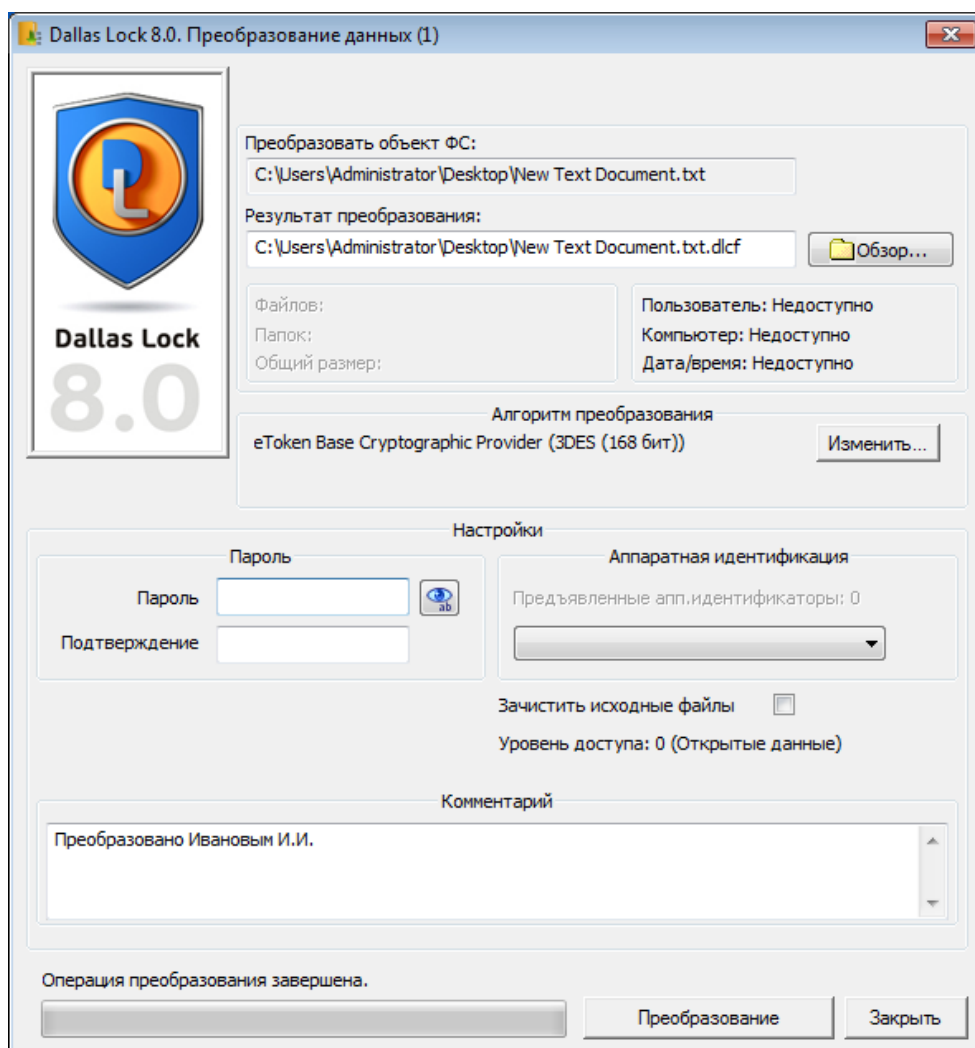 Dallas Lock 8.0. Преобразование данных (1)
Преобразовать объект ФС:
C:\Users\Administrator\Desktop\New Text Document.txt
Результат преобразования:
C:\Users\Administrator\Desktop\New Text Document.txt.dlcf
Обзор...
Файлов:
Папок:
Общий размер:
Пользователь: Недоступно
Компьютер: Недоступно
Дата/время: Недоступно
DL
Dallas Lock
8.0
Алгоритм преобразования
eToken Base Cryptographic Provider (3DES (168 бит))
Изменить...
Настройки
Пароль
Пароль
ab
Подтверждение
Аппаратная идентификация
Предъявленные апп.идентификаторы: 0
Зачистить исходные файлы
Уровень доступа: 0 (Открытые данные)
Комментарий
Преобразовано Ивановым И.И.
Операция преобразования завершена.
Преобразование
Закрыть